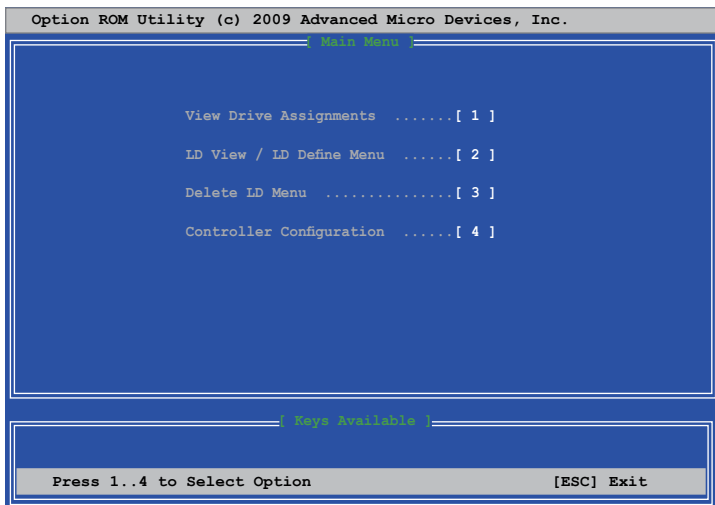 Option ROM Utility (c) 2009 Advanced Micro Devices, Inc.
[ Main Menu ]
View Drive Assignments .......[ 1 ]
LD View / LD Define Menu ......[ 2 ]
Delete LD Menu ...............[ 3 ]
Controller Configuration ......[ 4 ]
[ Keys Available ]
Press 1..4 to Select Option [ESC] Exit